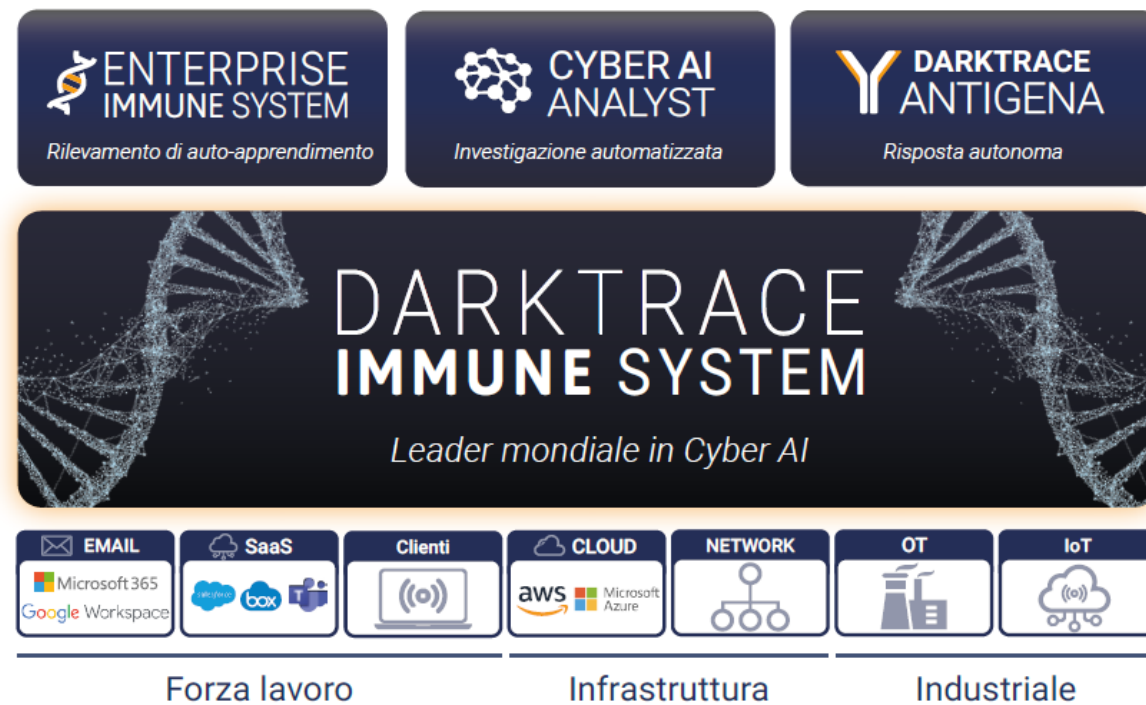 ENTERPRISE
IMMUNE SYSTEM
Rilevamento di auto-apprendimento
CYBER AI
ANALYST
Investigazione automatizzata
DARKTRACE
ANTIGENA
Risposta autonoma
DARKTRACE
IMMUNE SYSTEM
Leader mondiale in Cyber AI
EMAIL
Microsoft 365
Google Workspace
SaaS
salesforce
box
T
Clienti
CLOUD
aws
Microsoft
Azure
NETWORK
OT
IoT
Forza lavoro
Infrastruttura
Industriale